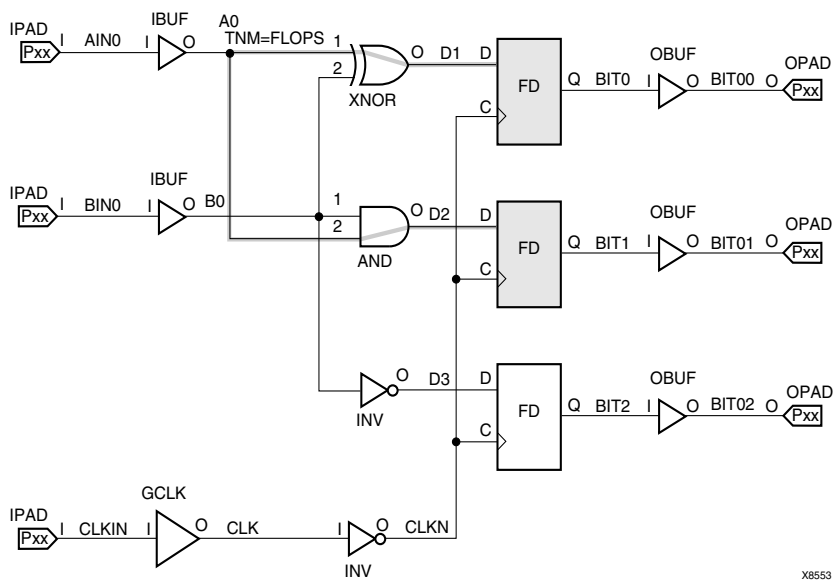 IPAD IBUF A0 OBUF OPAD
TNM=FLOPS
I AIN0 I O 1 O D1 D Q BIT0 I O BIT00 O
Pxx 2 FD Pxx
XNOR C
IPAD IBUF OBUF OPAD
I BIN0 I O B0 1 O D2 D Q BIT1 I O BIT01 O
Pxx 2 FD Pxx
AND C
OBUF OPAD
O D3 D Q BIT2 I O BIT02 O
FD Pxx
INV C
IPAD GCLK
I CLKIN I O CLK I O CLKN
Pxx
INV
X8553